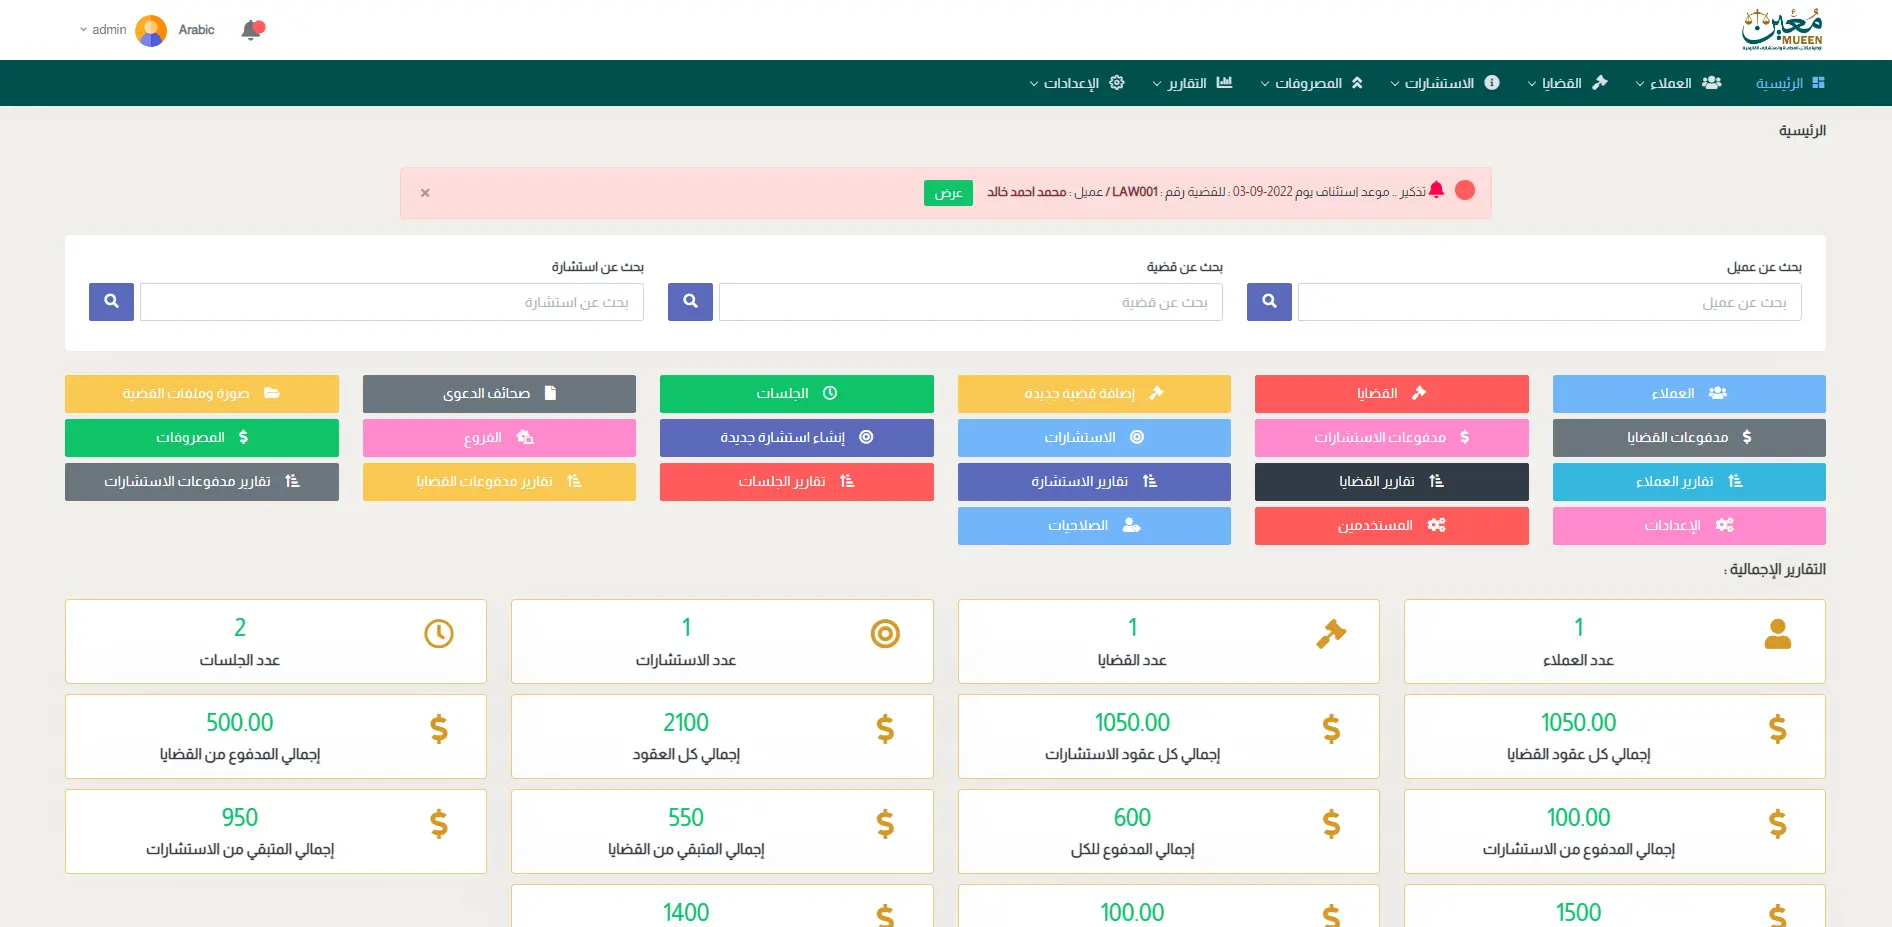 مُعين
MUEEN
Arabic
admin
الرئيسية
العملاء
القضايا
الاستشارات
المصروفات
التقارير
الإعدادات
الرئيسية
تذكير .. موعد استئناف يوم 2022-09-03 : للقضية رقم : LAW001 / عميل : محمد احمد خالد
عرض
×
بحث عن عميل
بحث عن قضية
بحث عن استشارة
بحث عن عميل
بحث عن قضية
بحث عن استشارة
العملاء
القضايا
إضافة قضية جديدة
الجلسات
صحائف الدعوى
صورة وملفات القضية
مدفوعات القضايا
مدفوعات الاستشارات
الاستشارات
إنشاء استشارة جديدة
الفروع
المصروفات
تقارير العملاء
تقارير القضايا
تقارير الاستشارة
تقارير الجلسات
تقارير مدفوعات القضايا
تقارير مدفوعات الاستشارات
الإعدادات
المستخدمين
الصلاحيات
التقارير الإجمالية :
1
عدد العملاء
1
عدد القضايا
1
عدد الاستشارات
2
عدد الجلسات
1050.00
إجمالي كل عقود القضايا
1050.00
إجمالي كل عقود الاستشارات
2100
إجمالي كل العقود
500.00
إجمالي المدفوع من القضايا
100.00
إجمالي المدفوع من الاستشارات
600
إجمالي المدفوع للكل
550
إجمالي المتبقي من القضايا
950
إجمالي المتبقي من الاستشارات
1500
100.00
1400